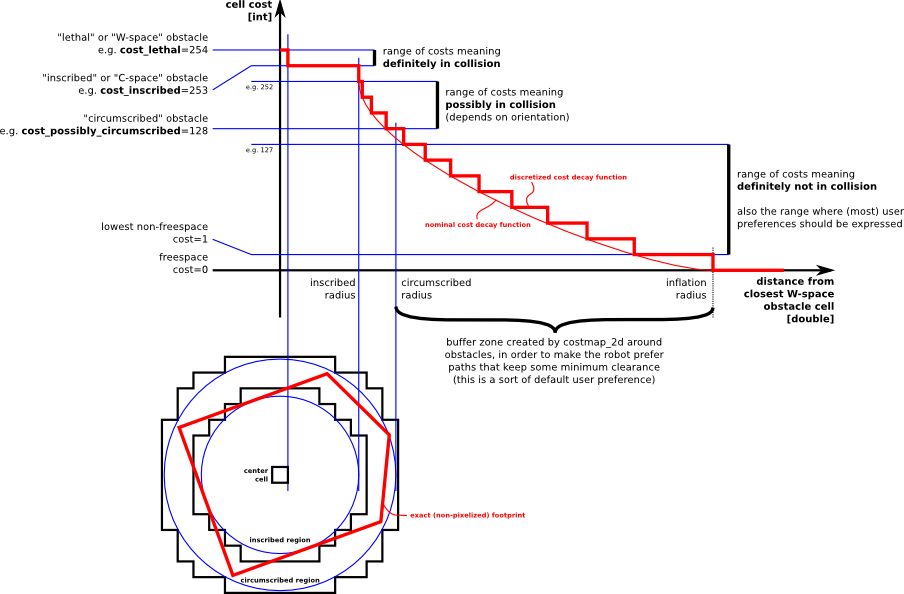 cell cost
[int]
"lethal" or "W-space" obstacle
e.g. cost_lethal=254
"inscribed" or "C-space" obstacle
e.g. cost_inscribed=253
"circumscribed" obstacle
e.g. cost_possibly_circumscribed=128
lowest non-freespace
cost=1
freespace
cost=0
e.g. 252
e.g. 127
range of costs meaning
definitely in collision
range of costs meaning
possibly in collision
(depends on orientation)
range of costs meaning
definitely not in collision
also the range where (most) user
preferences should be expressed
discretized cost decay function
nominal cost decay function
inscribed
radius
circumscribed
radius
inflation
radius
distance from
closest W-space
obstacle cell
[double]
buffer zone created by costmap_2d around
obstacles, in order to make the robot prefer
paths that keep some minimum clearance
(this is a sort of default user preference)
center
cell
exact (non-pixelized) footprint
inscribed region
circumscribed region